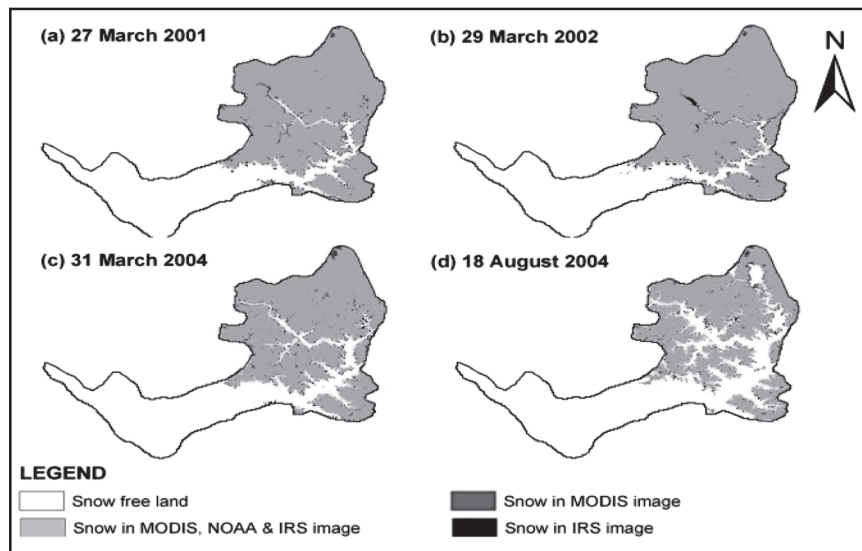 (a) 27 March 2001
(b) 29 March 2002
N
(c) 31 March 2004
(d) 18 August 2004
LEGEND
Snow free land
Snow in MODIS image
Snow in MODIS, NOAA & IRS image
Snow in IRS image